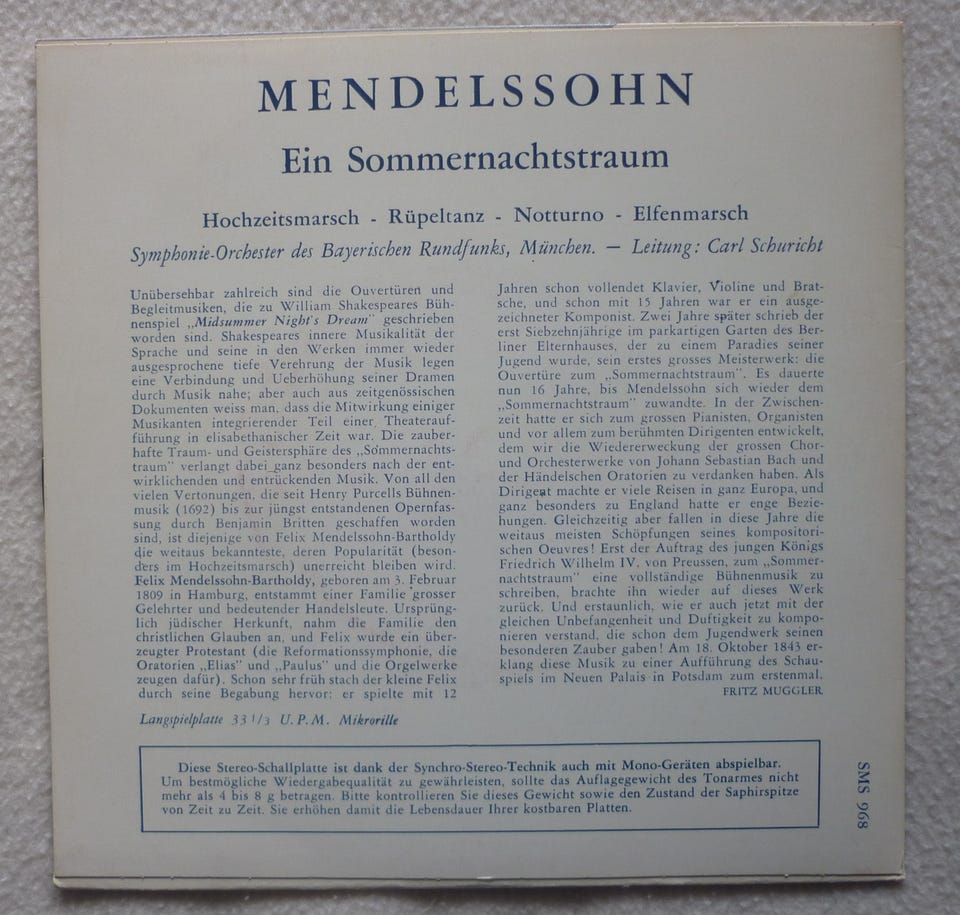 MENDELSSOHN
Ein Sommernachtstraum
Hochzeitsmarsch - Rüpeltanz - Notturno - Elfenmarsch
Symphonie-Orchester des Bayerischen Rundfunks, München. — Leitung: Carl Schuricht
Unübersehbar zahlreich sind die Ouvertüren und
Begleitmusiken, die zu William Shakespeares Büh-
nenspiel „Midsummer Night's Dream" geschrieben
worden sind. Shakespeares innere Musikalität der
Sprache und seine in den Werken immer wieder
ausgesprochene tiefe Verehrung der Musik legen
eine Verbindung und Ueberhöhung seiner Dramen
durch Musik nahe; aber auch aus zeitgenössischen
Dokumenten weiss man, dass die Mitwirkung einiger
Musikanten integrierender Teil einer Theaterauf-
führung in elisabethanischer Zeit war. Die zauber-
hafte Traum- und Geistersphäre des „Sommernachts-
traum" verlangt dabei ganz besonders nach der ent-
wirklichenden und entrückenden Musik. Von all den
vielen Vertonungen, die seit Henry Purcells Bühnen-
musik (1692) bis zur jüngst entstandenen Opernfas-
sung durch Benjamin Britten geschaffen worden
sind, ist diejenige von Felix Mendelssohn-Bartholdy
die weitaus bekannteste, deren Popularität (beson-
ders im Hochzeitsmarsch) unerreicht bleiben wird.
Felix Mendelssohn-Bartholdy, geboren am 3. Februar
1809 in Hamburg, entstammt einer Familie grosser
Gelehrter und bedeutender Handelsleute. Ursprüng-
lich jüdischer Herkunft, nahm die Familie den
christlichen Glauben an, und Felix wurde ein über-
zeugter Protestant (die Reformationssymphonie, die
Oratorien „Elias" und „Paulus" und die Orgelwerke
zeugen dafür). Schon sehr früh stach der kleine Felix
durch seine Begabung hervor: er spielte mit 12
Jahren schon vollendet Klavier, Violine und Brat-
sche, und schon mit 15 Jahren war er ein ausge-
zeichneter Komponist. Zwei Jahre später schrieb der
erst Siebzehnjährige im parkartigen Garten des Ber-
liner Elternhauses, der zu einem Paradies seiner
Jugend wurde, sein erstes grosses Meisterwerk: die
Ouvertüre zum „Sommernachtstraum". Es dauerte
nun 16 Jahre, bis Mendelssohn sich wieder dem
„Sommernachtstraum" zuwandte. In der Zwischen-
zeit hatte er sich zum grossen Pianisten, Organisten
und vor allem zum berühmten Dirigenten entwickelt,
dem wir die Wiedererweckung der grossen Chor-
und Orchesterwerke von Johann Sebastian Bach und
der Händelschen Oratorien zu verdanken haben. Als
Dirigent machte er viele Reisen in ganz Europa, und
ganz besonders zu England hatte er enge Bezie-
hungen. Gleichzeitig aber fallen in diese Jahre die
weitaus meisten Schöpfungen seines kompositori-
schen Oeuvres! Erst der Auftrag des jungen Königs
Friedrich Wilhelm IV. von Preussen, zum „Sommer-
nachtstraum" eine vollständige Bühnenmusik zu
schreiben, brachte ihn wieder auf dieses Werk
zurück. Und erstaunlich, wie er auch jetzt mit der
gleichen Unbefangenheit und Duftigkeit zu kompo-
nieren verstand, die schon dem Jugendwerk seinen
besonderen Zauber gaben! Am 18. Oktober 1843 er-
klang diese Musik zu einer Aufführung des Schau-
spiels im Neuen Palais in Potsdam zum erstenmal.
FRITZ MUGGLER
Langspielplatte 33 1/3 U.P.M. Mikrorille
Diese Stereo-Schallplatte ist dank der Synchro-Stereo-Technik auch mit Mono-Geräten abspielbar.
Um bestmögliche Wiedergabequalität zu gewährleisten, sollte das Auflagegewicht des Tonarmes nicht
mehr als 4 bis 8 g betragen. Bitte kontrollieren Sie dieses Gewicht sowie den Zustand der Saphirspitze
von Zeit zu Zeit. Sie erhöhen damit die Lebensdauer Ihrer kostbaren Platten.
SMS 968